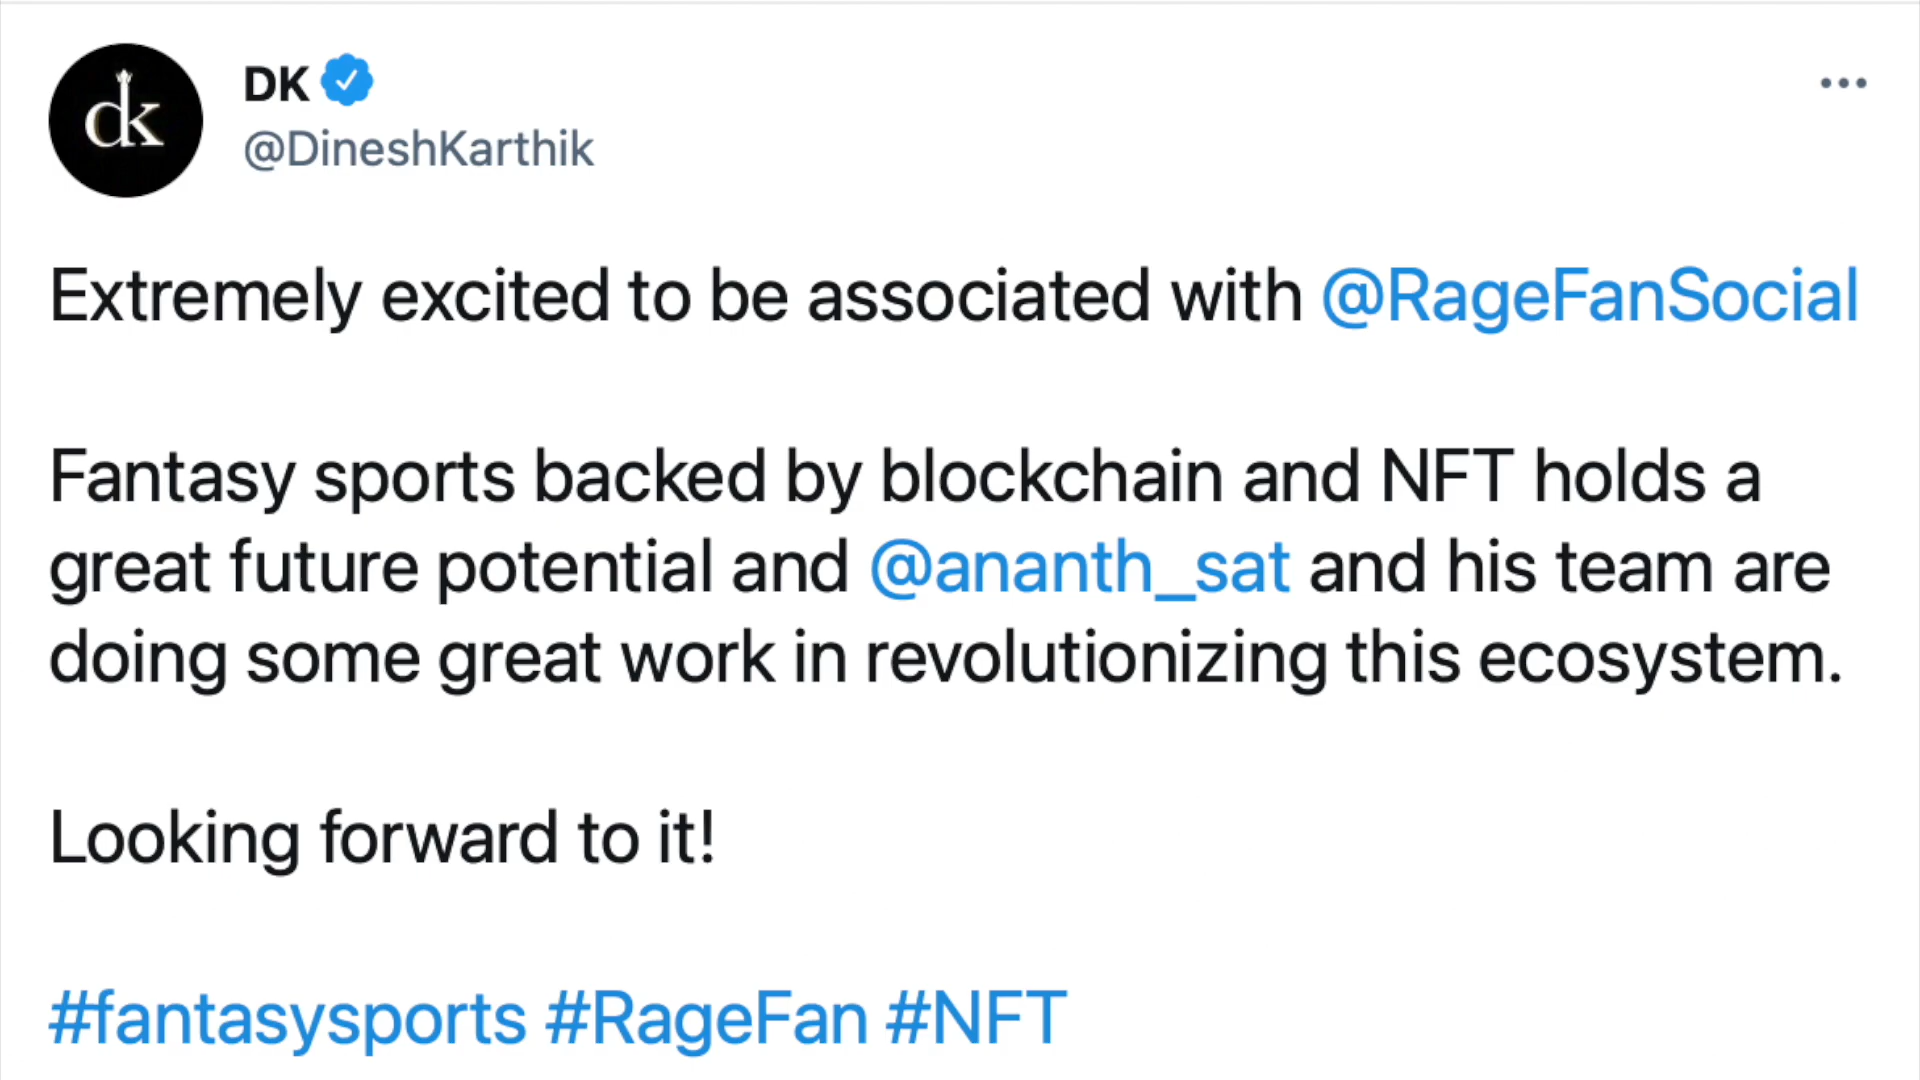 dk
DK
@DineshKarthik
Extremely excited to be associated with @RageFanSocial
Fantasy sports backed by blockchain and NFT holds a
great future potential and @ananth_sat and his team are
doing some great work in revolutionizing this ecosystem.
Looking forward to it!
#fantasysports #RageFan #NFT